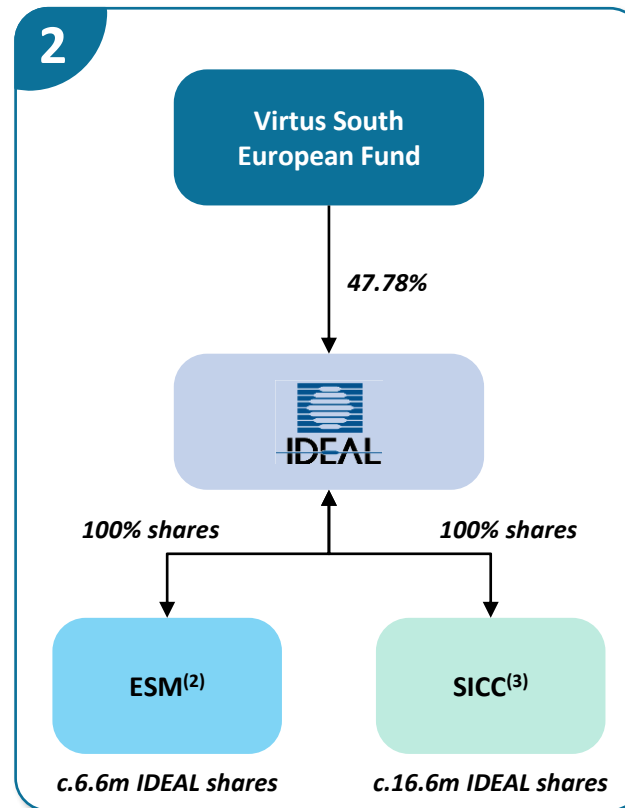 2
Virtus South
European Fund
47.78%
IDEAL
100% shares
100% shares
ESM(2)
SICC(3)
c.6.6m IDEAL shares
c.16.6m IDEAL shares